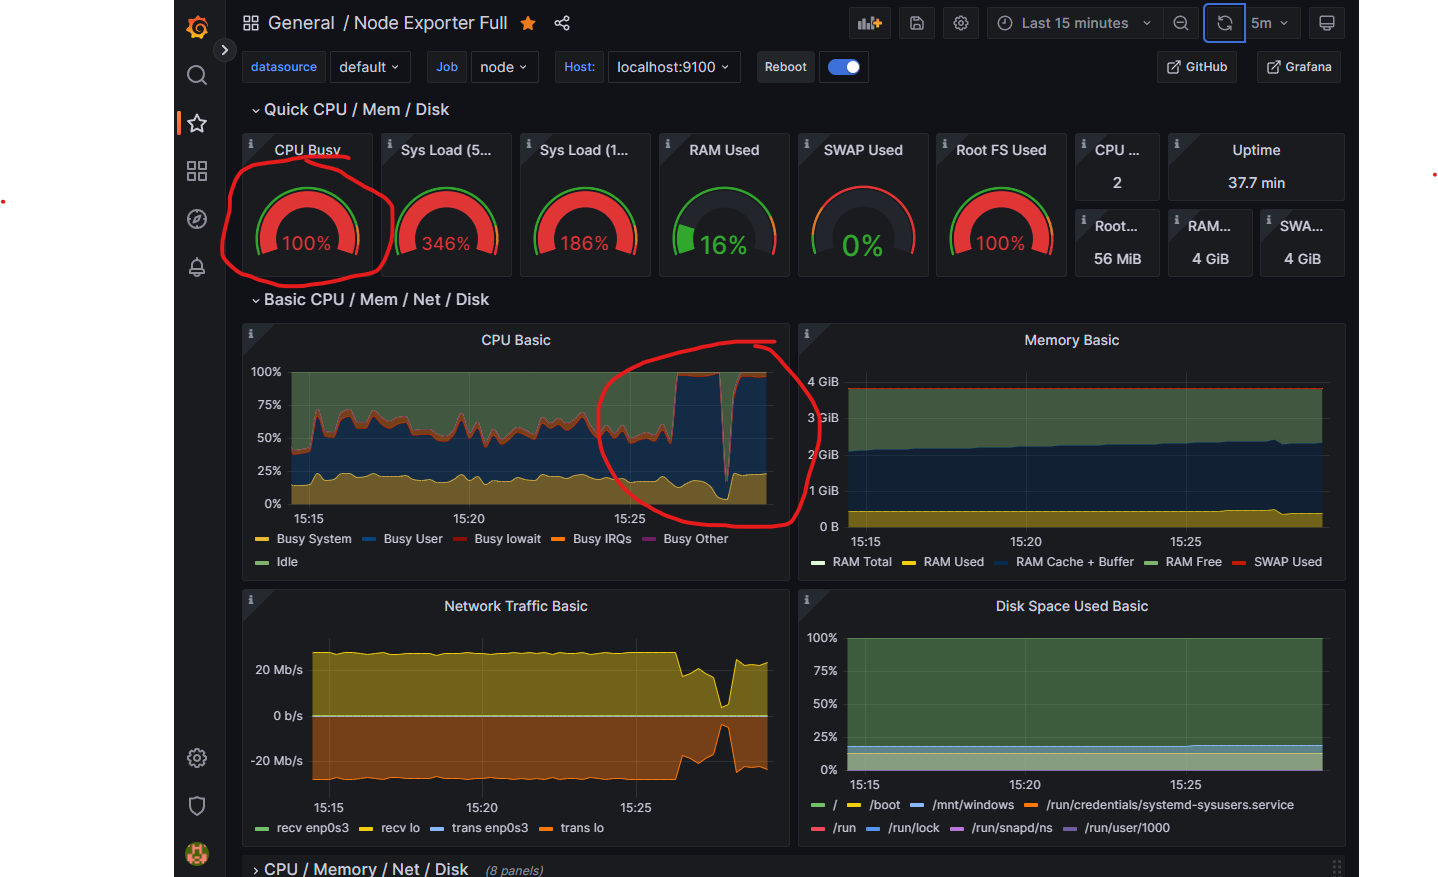 General / Node Exporter Full
Last 15 minutes
5m
datasource default Job node Host: localhost:9100 Reboot GitHub Grafana
Quick CPU / Mem / Disk
CPU Busy
100%
Sys Load (5...
346%
Sys Load (1...
186%
RAM Used
16%
SWAP Used
0%
Root FS Used
100%
CPU ...
2
Uptime
37.7 min
Root...
56 MiB
RAM...
4 GiB
SWA...
4 GiB
Basic CPU / Mem / Net / Disk
CPU Basic
100%
75%
50%
25%
0%
15:15 15:20 15:25
Busy System Busy User Busy Iowait Busy IRQs Busy Other
Idle
Memory Basic
4 GiB
3 GiB
2 GiB
1 GiB
0 B
15:15 15:20 15:25
RAM Total RAM Used RAM Cache + Buffer RAM Free SWAP Used
Network Traffic Basic
20 Mb/s
0 b/s
-20 Mb/s
15:15 15:20 15:25
recv enp0s3 recv lo trans enp0s3 trans lo
Disk Space Used Basic
100%
75%
50%
25%
0%
15:15 15:20 15:25
/ /boot /mnt/windows /run/credentials/systemd-sysusers.service
/run /run/lock /run/snapd/ns /run/user/1000
CPU / Memory / Net / Disk (8 panels)